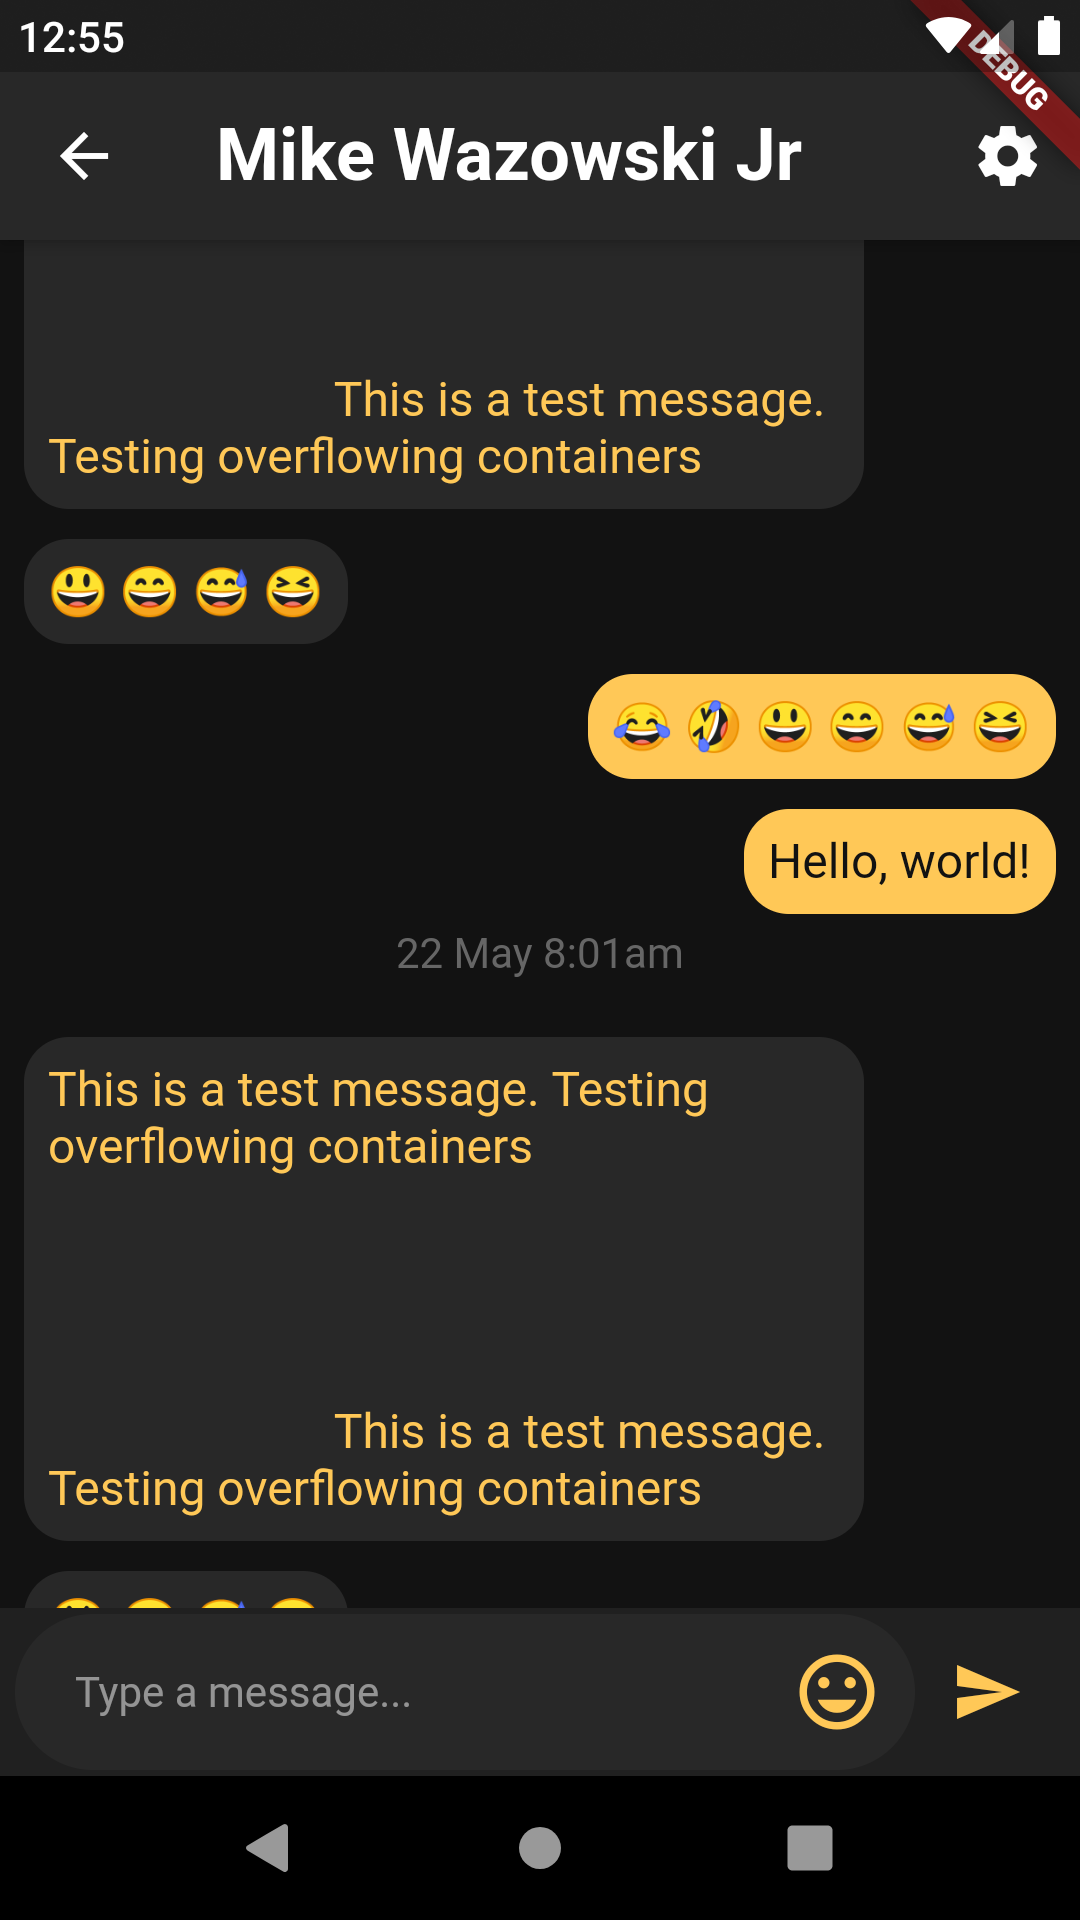 12:55
DEBUG
Mike Wazowski Jr
This is a test message.
Testing overflowing containers
😃 😄 😅 😆
😂 🤣 😃 😄 😅 😆
Hello, world!
22 May 8:01am
This is a test message. Testing
overflowing containers
This is a test message.
Testing overflowing containers
Type a message...